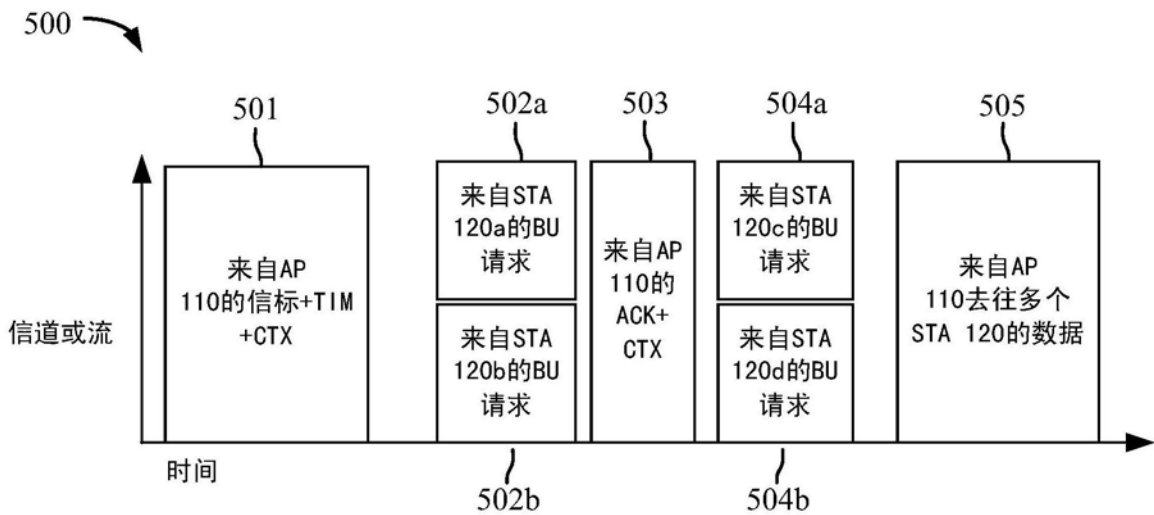 500
501
502a
503
504a
505
来自AP
110的信标+TIM
+CTX
来自STA
120a的BU
请求
来自STA
120b的BU
请求
来自AP
110的
ACK+
CTX
来自STA
120c的BU
请求
来自STA
120d的BU
请求
来自AP
110去往多个
STA 120的数据
信道或流
时间
502b
504b